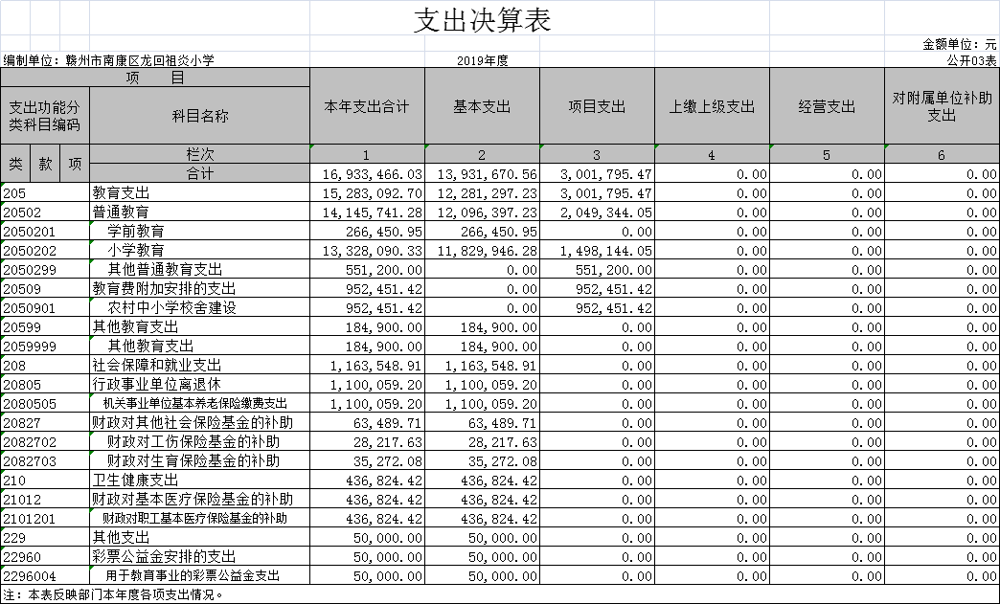 支出决算表
金额单位：元
编制单位：赣州市南康区龙回祖炎小学 2019年度 公开03表
项 目 本年支出合计 基本支出 项目支出 上缴上级支出 经营支出 对附属单位补助支出
支出功能分类科目编码 科目名称
类 款 项 栏次 1 2 3 4 5 6
合计 16,933,466.03 13,931,670.56 3,001,795.47 0.00 0.00 0.00
205 教育支出 15,283,092.70 12,281,297.23 3,001,795.47 0.00 0.00 0.00
20502 普通教育 14,145,741.28 12,096,397.23 2,049,344.05 0.00 0.00 0.00
2050201 学前教育 266,450.95 266,450.95 0.00 0.00 0.00 0.00
2050202 小学教育 13,328,090.33 11,829,946.28 1,498,144.05 0.00 0.00 0.00
2050299 其他普通教育支出 551,200.00 0.00 551,200.00 0.00 0.00 0.00
20509 教育费附加安排的支出 952,451.42 0.00 952,451.42 0.00 0.00 0.00
2050901 农村中小学校舍建设 952,451.42 0.00 952,451.42 0.00 0.00 0.00
20599 其他教育支出 184,900.00 184,900.00 0.00 0.00 0.00 0.00
2059999 其他教育支出 184,900.00 184,900.00 0.00 0.00 0.00 0.00
208 社会保障和就业支出 1,163,548.91 1,163,548.91 0.00 0.00 0.00 0.00
20805 行政事业单位离退休 1,100,059.20 1,100,059.20 0.00 0.00 0.00 0.00
2080505 机关事业单位基本养老保险缴费支出 1,100,059.20 1,100,059.20 0.00 0.00 0.00 0.00
20827 财政对其他社会保险基金的补助 63,489.71 63,489.71 0.00 0.00 0.00 0.00
2082702 财政对工伤保险基金的补助 28,217.63 28,217.63 0.00 0.00 0.00 0.00
2082703 财政对生育保险基金的补助 35,272.08 35,272.08 0.00 0.00 0.00 0.00
210 卫生健康支出 436,824.42 436,824.42 0.00 0.00 0.00 0.00
21012 财政对基本医疗保险基金的补助 436,824.42 436,824.42 0.00 0.00 0.00 0.00
2101201 财政对职工基本医疗保险基金的补助 436,824.42 436,824.42 0.00 0.00 0.00 0.00
229 其他支出 50,000.00 50,000.00 0.00 0.00 0.00 0.00
22960 彩票公益金安排的支出 50,000.00 50,000.00 0.00 0.00 0.00 0.00
2296004 用于教育事业的彩票公益金支出 50,000.00 50,000.00 0.00 0.00 0.00 0.00
注：本表反映部门本年度各项支出情况。